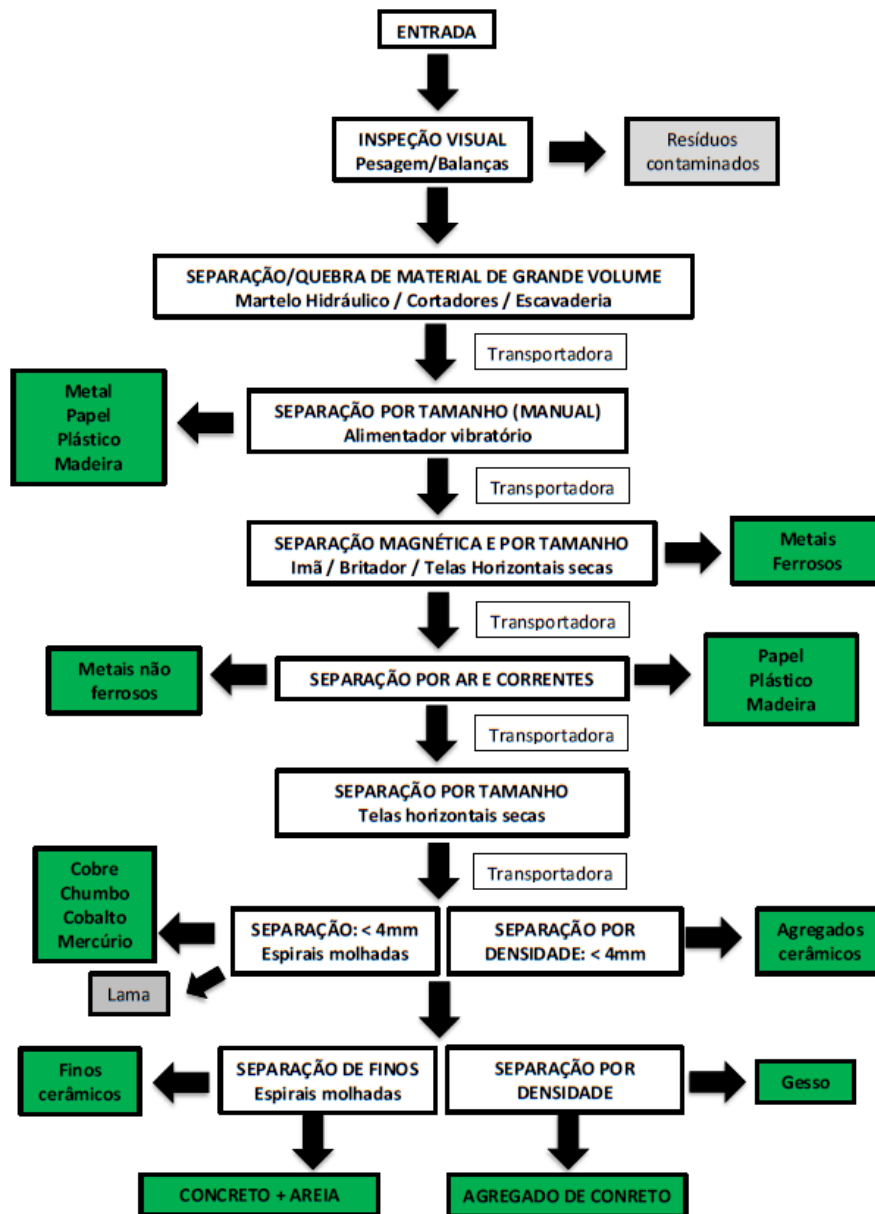 ENTRADA
INSPEÇÃO VISUAL
Pesagem/Balanças
Resíduos
contaminados
SEPARAÇÃO/QUEBRA DE MATERIAL DE GRANDE VOLUME
Martelo Hidráulico / Cortadores / Escavaderia
Transportadora
Metal
Papel
Plástico
Madeira
SEPARAÇÃO POR TAMANHO (MANUAL)
Alimentador vibratório
Transportadora
SEPARAÇÃO MAGNÉTICA E POR TAMANHO
Imã / Britador / Telas Horizontais secas
Metais
Ferrosos
Transportadora
Metais não
ferrosos
SEPARAÇÃO POR AR E CORRENTES
Papel
Plástico
Madeira
Transportadora
SEPARAÇÃO POR TAMANHO
Telas horizontais secas
Transportadora
Cobre
Chumbo
Cobalto
Mercúrio
SEPARAÇÃO: < 4mm
Espirais molhadas
SEPARAÇÃO POR
DENSIDADE: < 4mm
Agregados
cerâmicos
Lama
Finos
cerâmicos
SEPARAÇÃO DE FINOS
Espirais molhadas
SEPARAÇÃO POR
DENSIDADE
Gesso
CONCRETO + AREIA
AGREGADO DE CONRETO